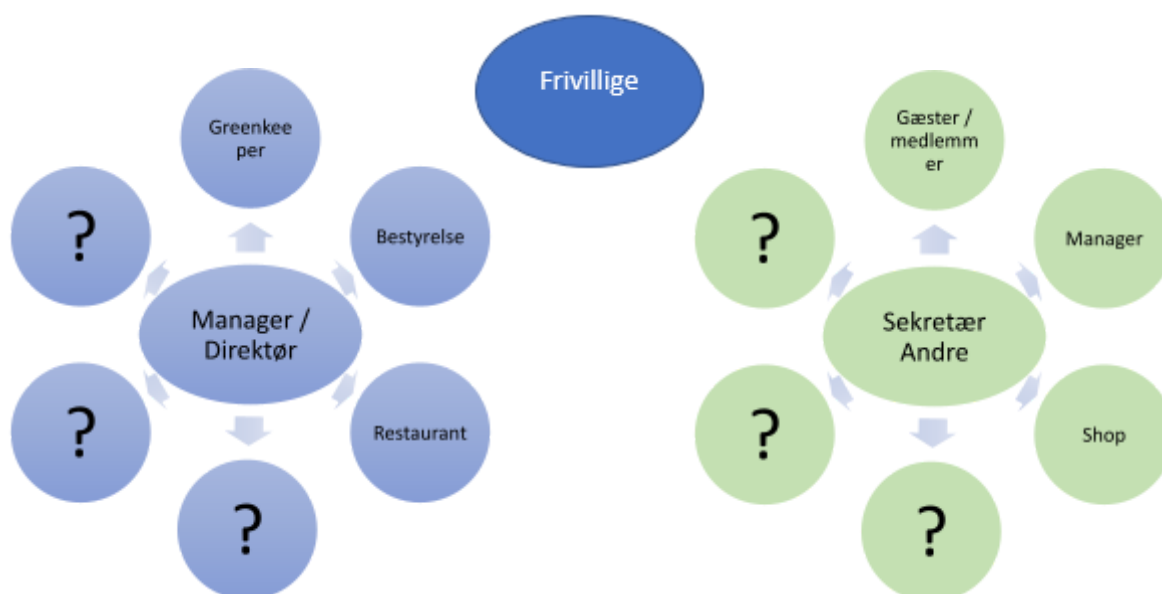 Frivillige
Greenkee
per
?
Bestyrelse
Manager /
Direktør
?
Restaurant
?
Gæster /
medlemm
er
?
Manager
Sekretær
Andre
?
Shop
?